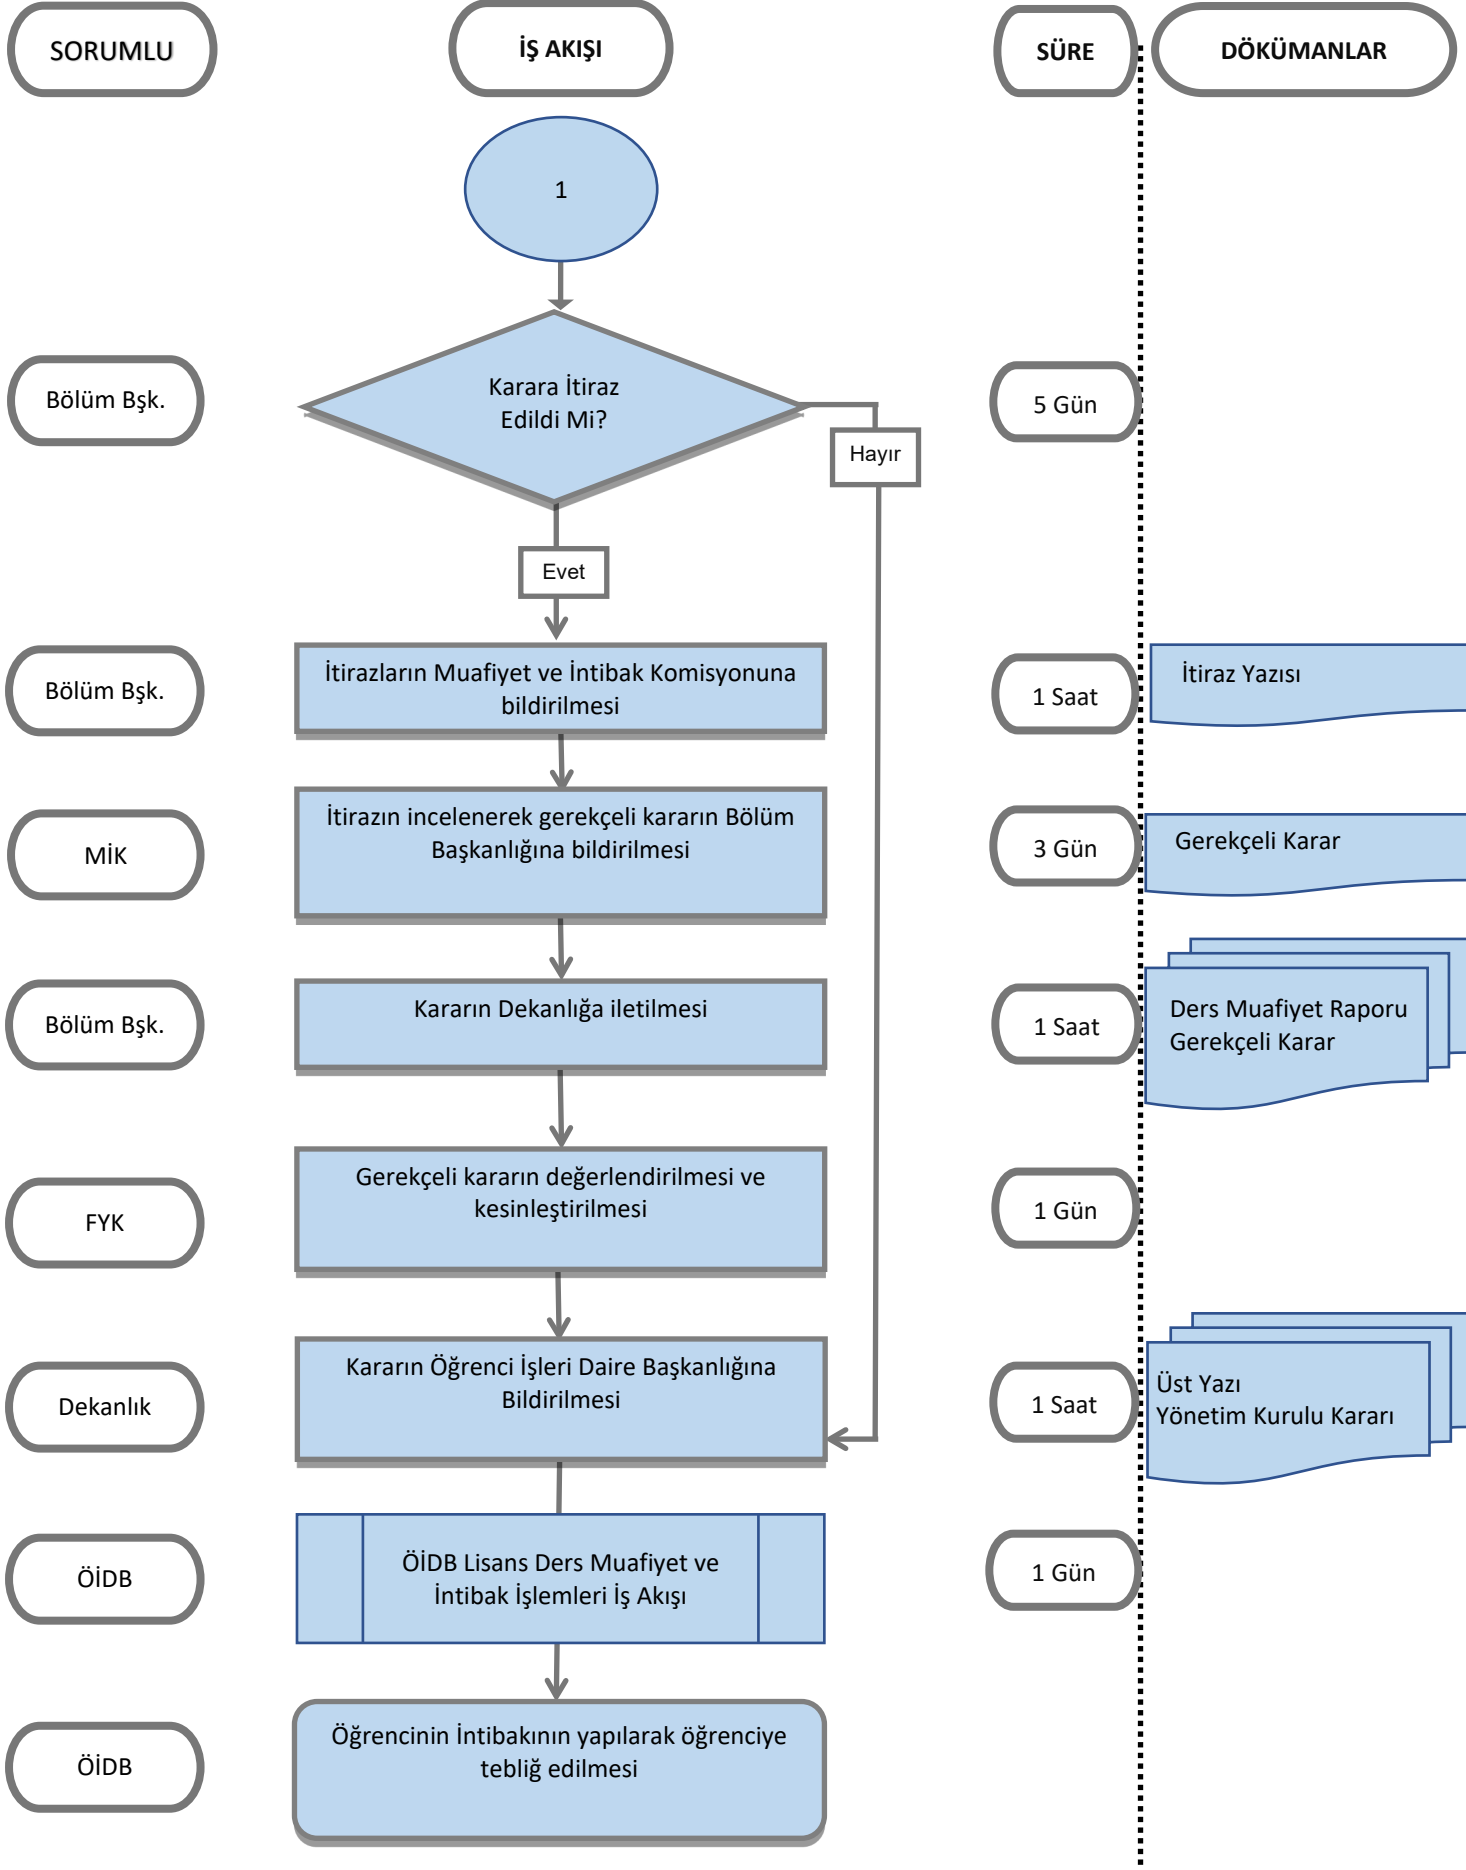 SORUMLU
İŞ AKIŞI
SÜRE
DÖKÜMANLAR
1
Bölüm Bşk.
Karara İtiraz
Edildi Mi?
5 Gün
Hayır
Evet
Bölüm Bşk.
İtirazların Muafiyet ve İntibak Komisyonuna
bildirilmesi
1 Saat
İtiraz Yazısı
MİK
İtirazın incelenerek gerekçeli kararın Bölüm
Başkanlığına bildirilmesi
3 Gün
Gerekçeli Karar
Bölüm Bşk.
Kararın Dekanlığa iletilmesi
1 Saat
Ders Muafiyet Raporu
Gerekçeli Karar
FYK
Gerekçeli kararın değerlendirilmesi ve
kesinleştirilmesi
1 Gün
Dekanlık
Kararın Öğrenci İşleri Daire Başkanlığına
Bildirilmesi
1 Saat
Üst Yazı
Yönetim Kurulu Kararı
ÖİDB
ÖİDB Lisans Ders Muafiyet ve
İntibak İşlemleri İş Akışı
1 Gün
ÖİDB
Öğrencinin İntibakının yapılarak öğrenciye
tebliğ edilmesi